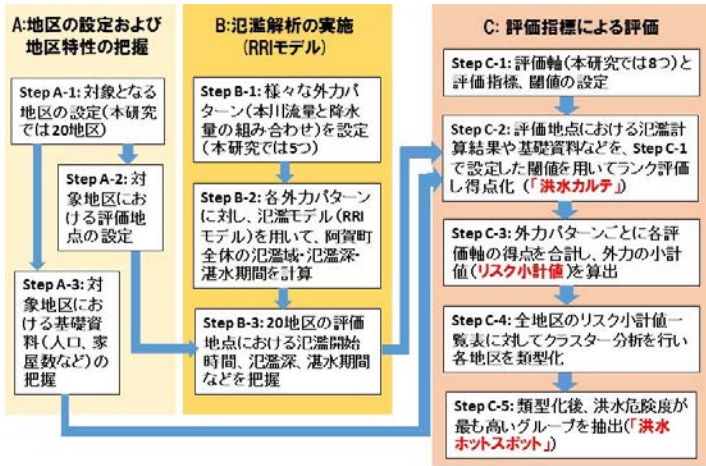 A:地区の設定および
地区特性の把握
Step A-1:対象となる
地区の設定(本研究
では20地区)
Step A-2:対
象地区にお
ける評価地
点の設定
Step A-3:対
象地区にお
ける基礎資
料(人口、家
屋数など)の
把握
B:氾濫解析の実施
(RRIモデル)
Step B-1:様々な外力パ
ターン(本川流量と降水
量の組み合わせ)を設定
(本研究では5つ)
Step B-2:各外力パターン
に対し、氾濫モデル(RRI
モデル)を用いて、阿賀町
全体の氾濫域・氾濫深・
湛水期間を計算
Step B-3:20地区の評価
地点における氾濫開始
時間、氾濫深、湛水期間
などを把握
C: 評価指標による評価
Step C-1:評価軸(本研究では8つ)と
評価指標、閾値の設定
Step C-2:評価地点における氾濫計
算結果や基礎資料などを、Step C-1
で設定した閾値を用いてランク評価
し得点化(「洪水カルテ」)
Step C-3:外力パターンごとに各評
価軸の得点を合計し、外力の小計
値(リスク小計値)を算出
Step C-4:全地区のリスク小計値一
覧表に対してクラスター分析を行い
各地区を類型化
Step C-5:類型化後、洪水危険度が
最も高いグループを抽出(「洪水
ホットスポット」)